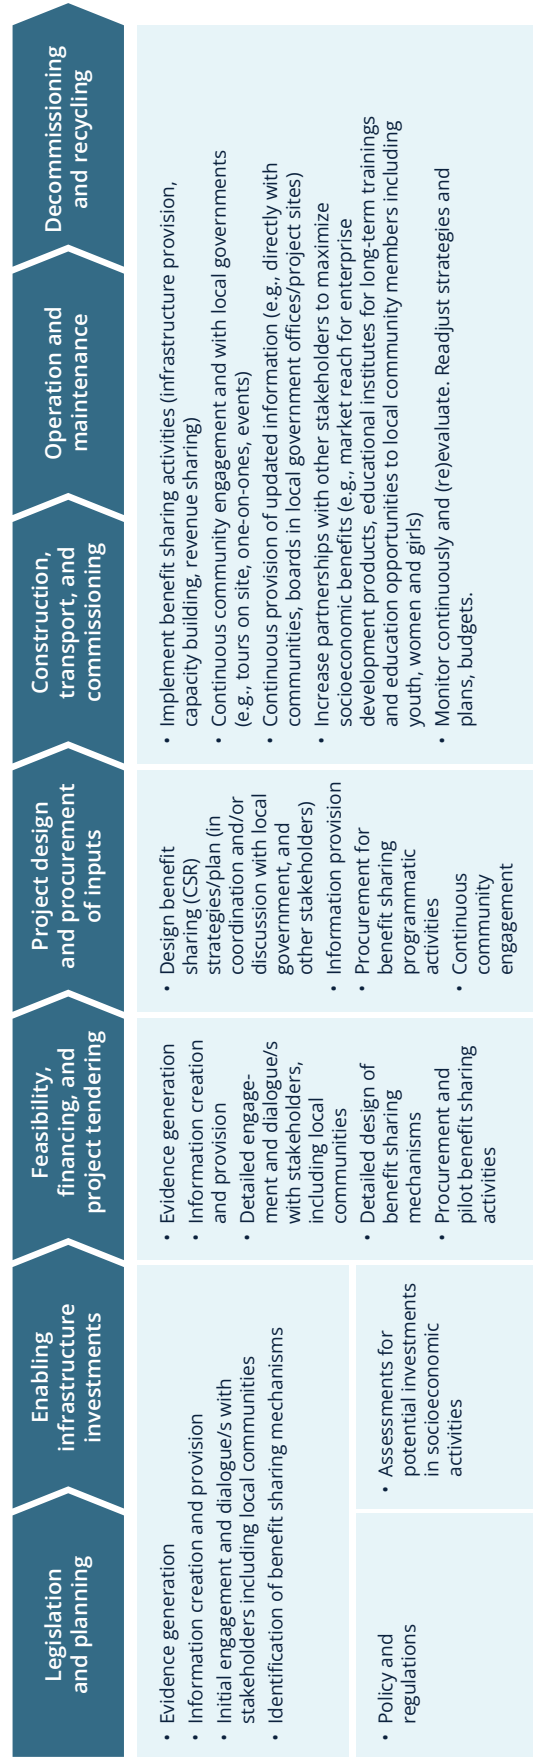 Legislation
and planning
Enabling
infrastructure
investments
Feasibility,
financing, and
project tendering
Project design
and procurement
of inputs
Construction,
transport, and
commissioning
Operation and
maintenance
Decommissioning
and recycling
• Evidence generation
• Information creation and provision
• Initial engagement and dialogue/s with
stakeholders including local communities
• Identification of benefit sharing mechanisms
• Policy and
regulations
• Assessments for
potential investments
in socioeconomic
activities
• Evidence generation
• Information creation
and provision
• Detailed engage-
ment and dialogue/s
with stakeholders,
including local
communities
• Detailed design of
benefit sharing
mechanisms
• Procurement and
pilot benefit sharing
activities
• Design benefit
sharing (CSR)
strategies/plan (in
coordination and/or
discussion with local
government, and
other stakeholders)
• Information provision
• Procurement for
benefit sharing
programmatic
activities
• Continuous
community
engagement
• Implement benefit sharing activities (infrastructure provision,
capacity building, revenue sharing)
• Continuous community engagement and with local governments
(e.g., tours on site, one-on-ones, events)
• Continuous provision of updated information (e.g., directly with
communities, boards in local government offices/project sites)
• Increase partnerships with other stakeholders to maximize
socioeconomic benefits (e.g., market reach for enterprise
development products, educational institutes for long-term trainings
and education opportunities to local community members including
youth, women and girls)
• Monitor continuously and (re)evaluate. Readjust strategies and
plans, budgets.